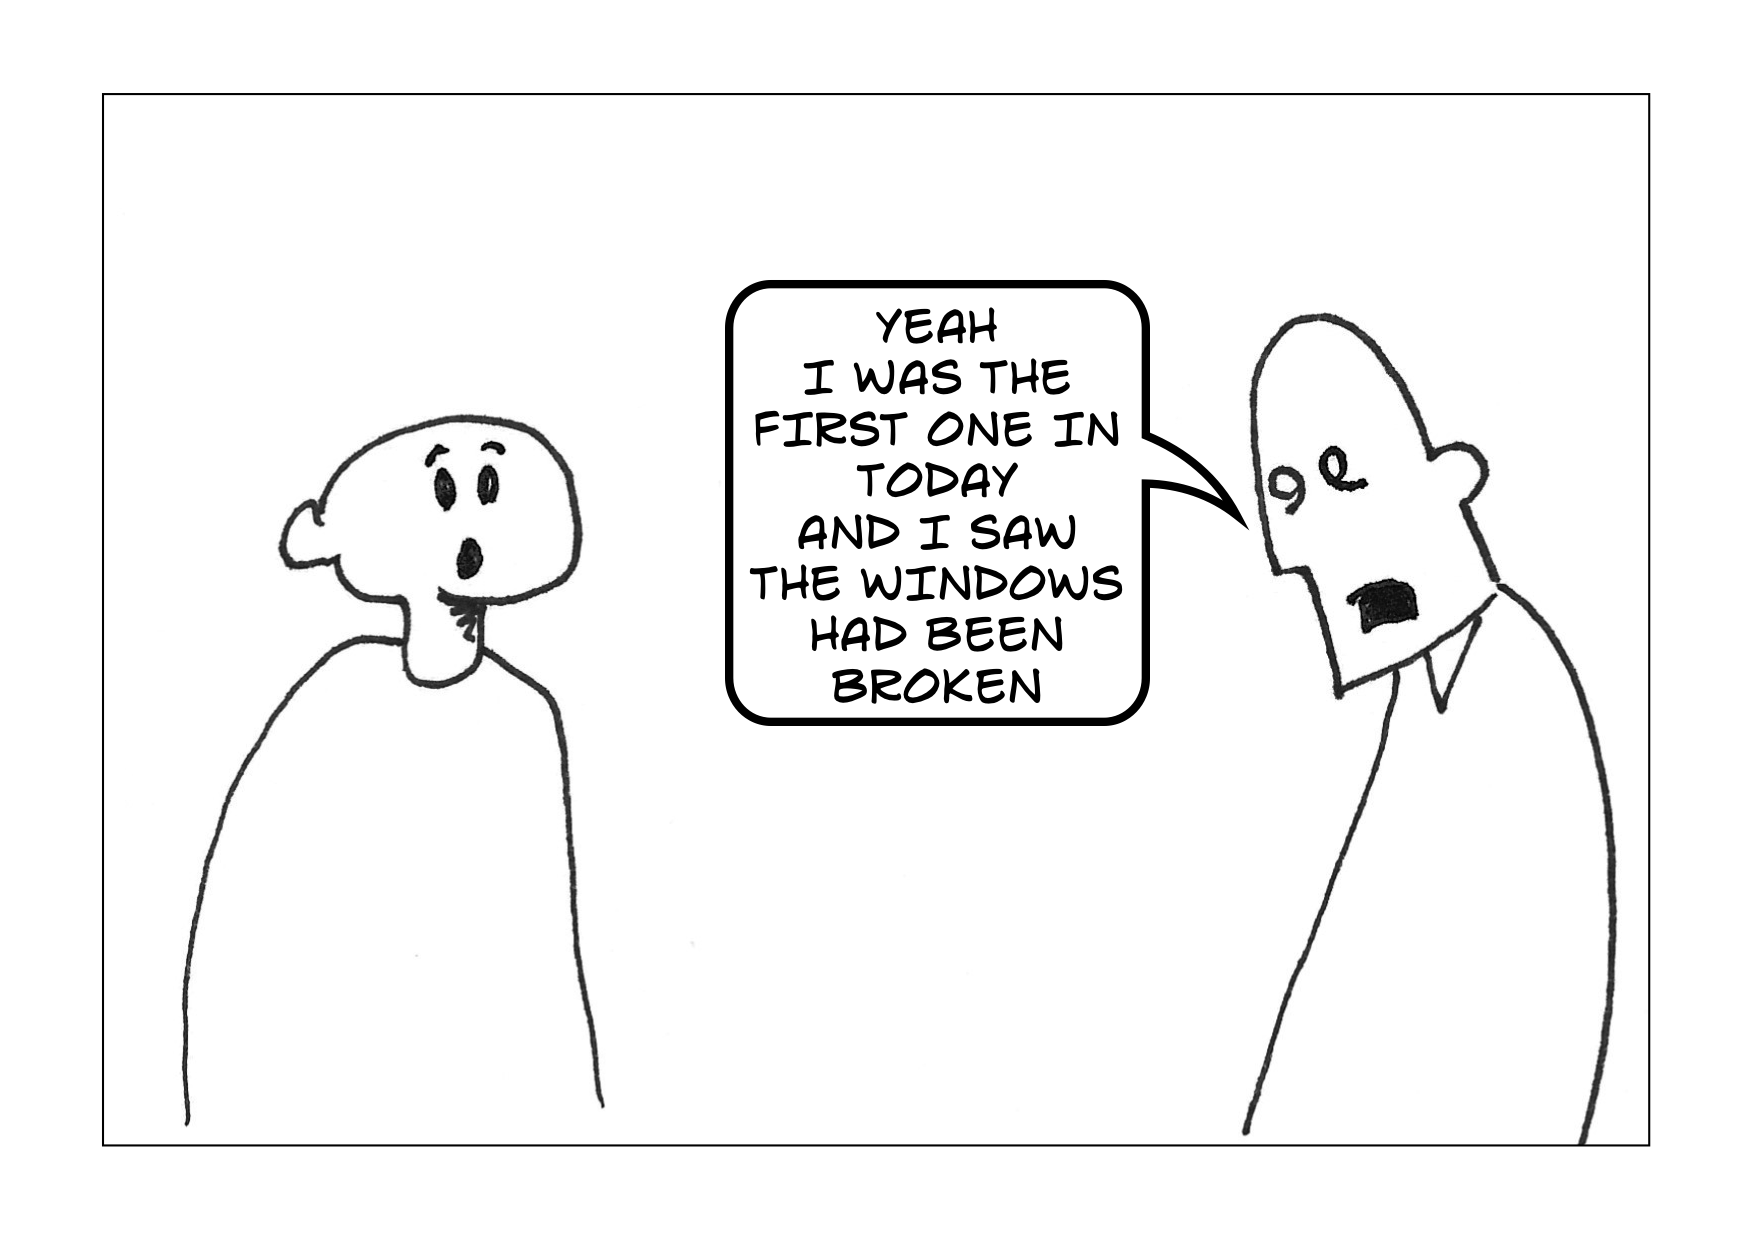 YEAH
I WAS THE
FIRST ONE IN
TODAY
AND I SAW
THE WINDOWS
HAD BEEN
BROKEN